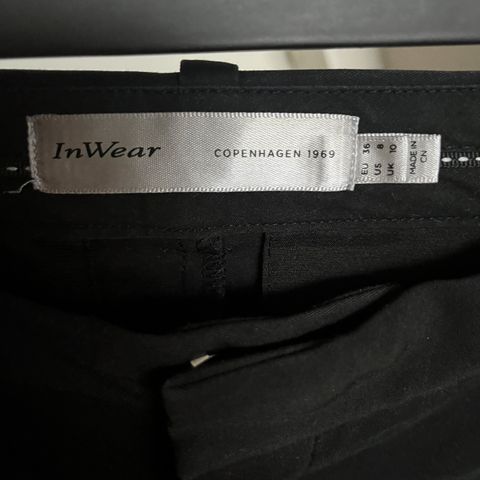 InWear
COPENHAGEN 1969
EU 36
US 8
UK 10
MADE IN
CN